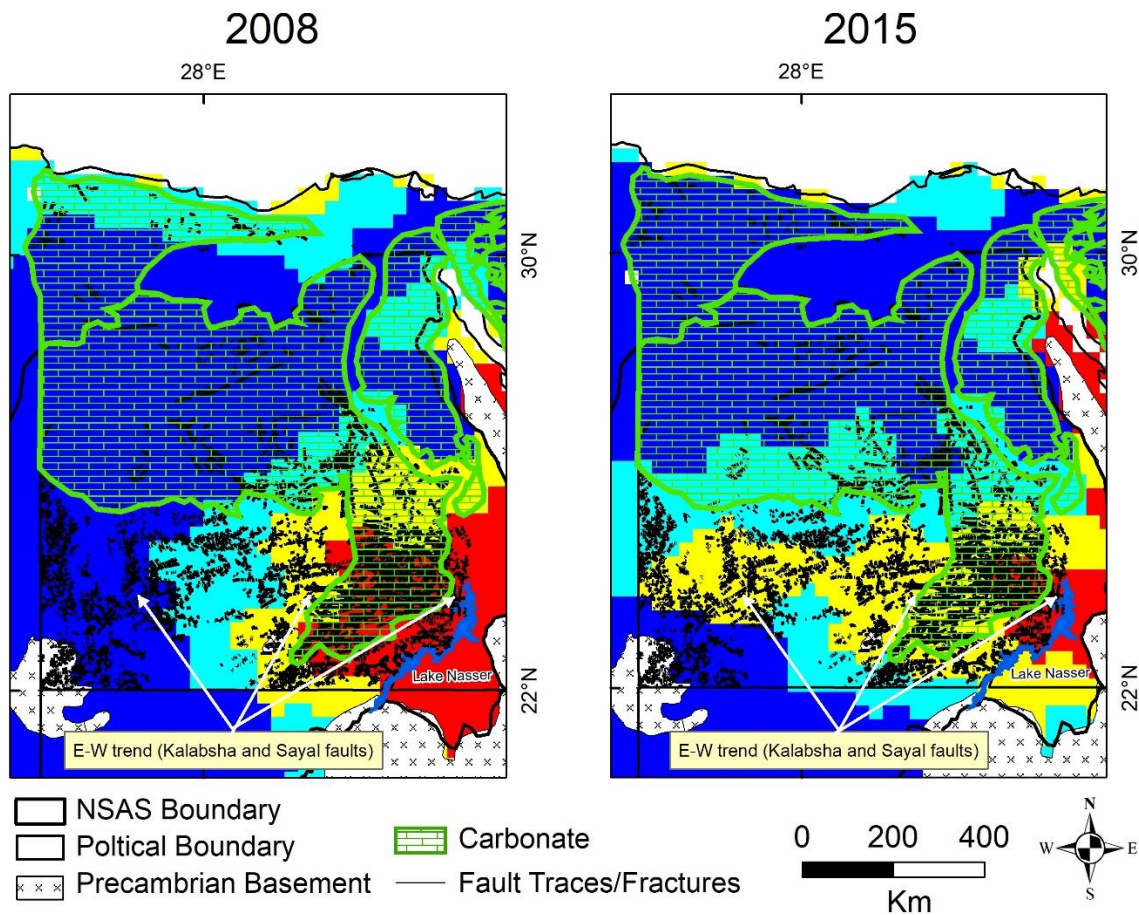 2008
2015
28°E
28°E
30°N
30°N
Lake Nasser
Lake Nasser
22°N
22°N
E-W trend (Kalabsha and Sayal faults)
E-W trend (Kalabsha and Sayal faults)
NSAS Boundary
Poltical Boundary
Precambrian Basement
Carbonate
Fault Traces/Fractures
0 200 400
Km
N
W E
S